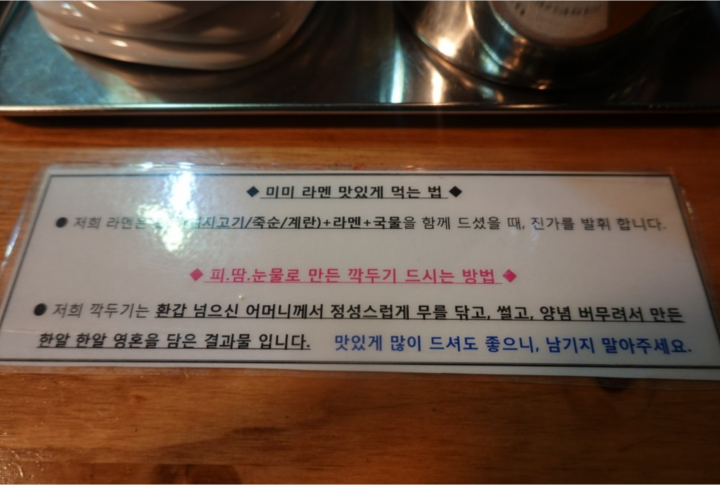 ◆ 미미 라멘 맛있게 먹는 법 ◆
● 저희 라멘은 /죽순/계란)+라멘+국물을 함께 드셨을 때, 진가를 발휘 합니다.
◆ 피.땀.눈물로 만든 깍두기 드시는 방법 ◆
● 저희 깍두기는 환갑 넘으신 어머니께서 정성스럽게 무를 닦고, 썰고, 양념 버무려서 만든
한알 한알 영혼을 담은 결과물 입니다. 맛있게 많이 드셔도 좋으니, 남기지 말아주세요.